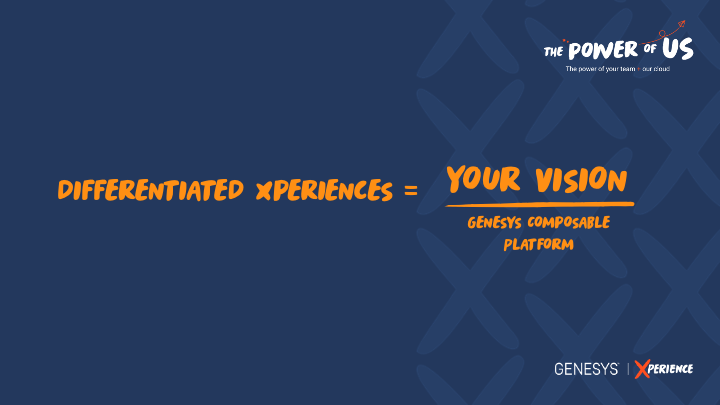 THE POWER OF US
The power of your team + our cloud
DIFFERENTIATED XPERIENCES =
YOUR VISION
GENESYS COMPOSABLE
PLATFORM
GENESYS™ | XPERIENCE